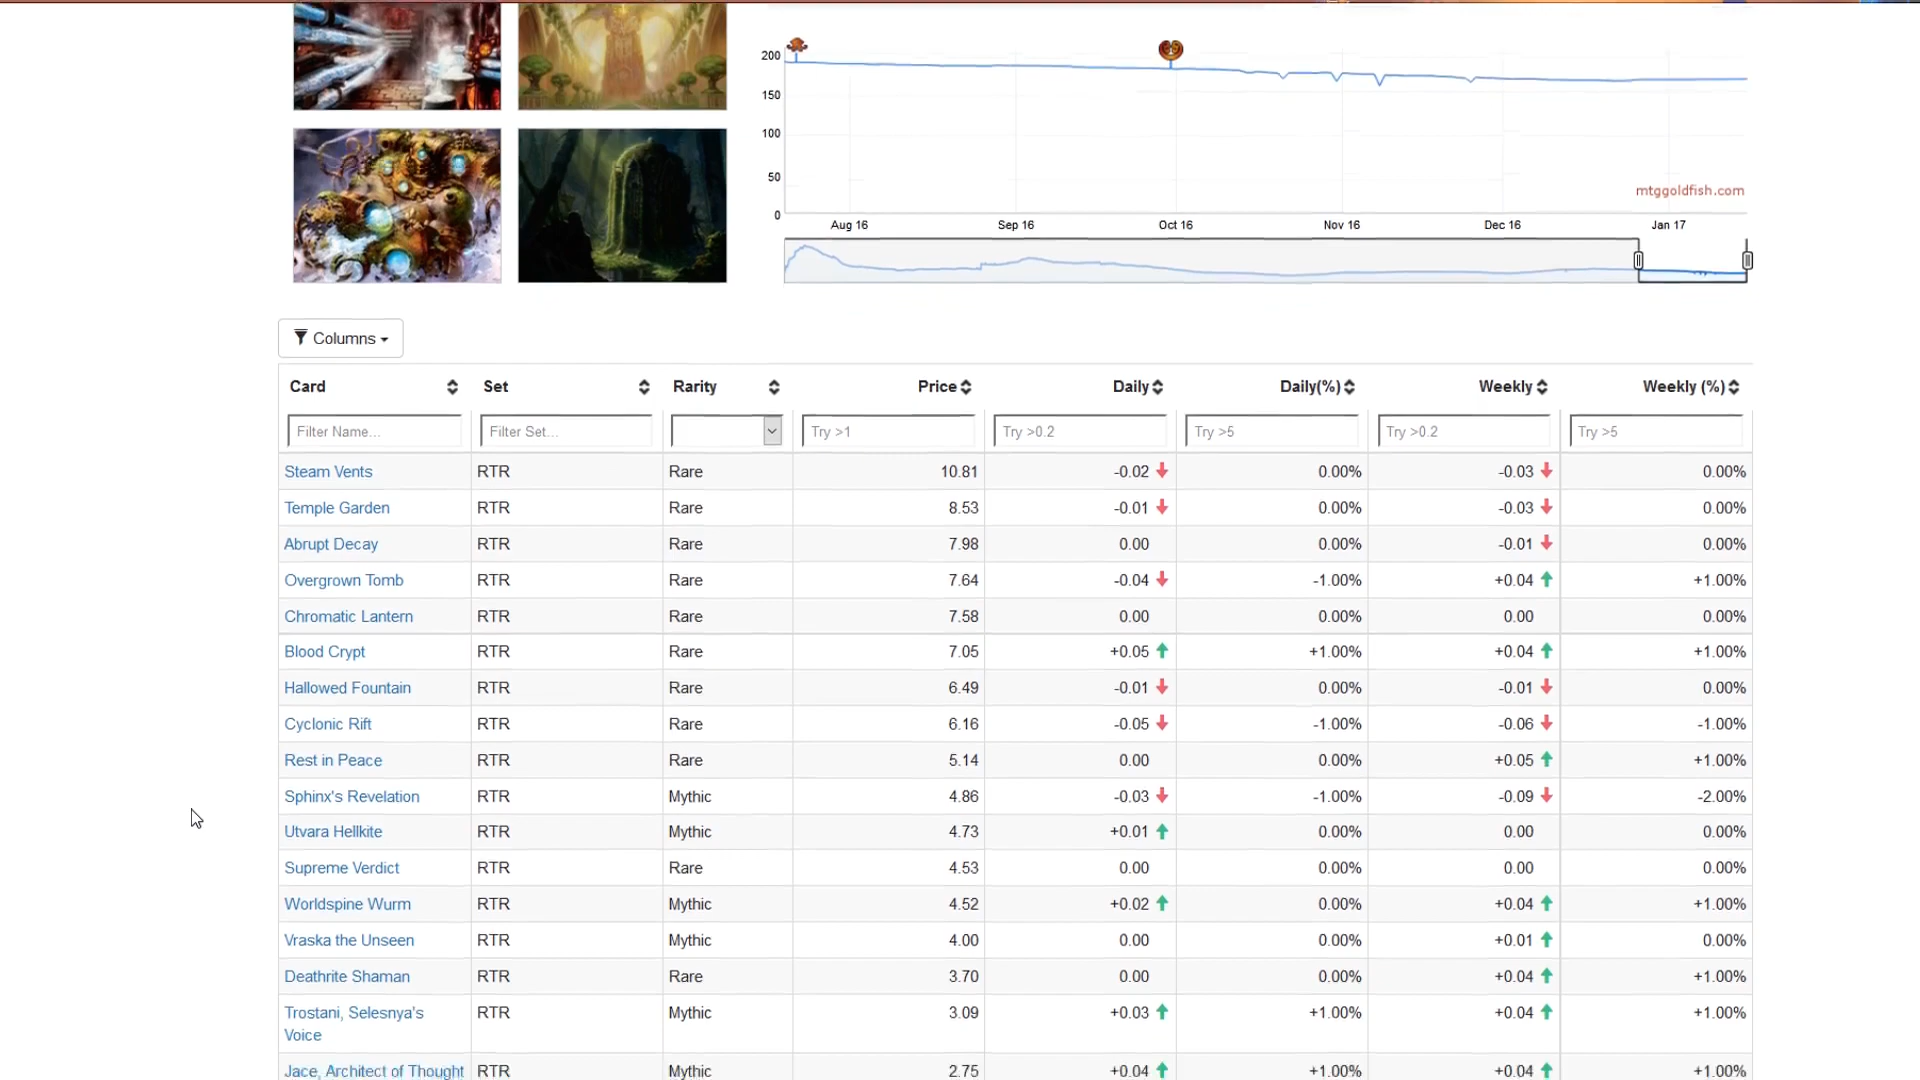 200
150
100
50
0
mtggoldfish.com
Aug 16 Sep 16 Oct 16 Nov 16 Dec 16 Jan 17
Columns
Card Set Rarity Price Daily Daily(%) Weekly Weekly (%)
Filter Name... Filter Set... Try >1 Try >0.2 Try >5 Try >0.2 Try >5
Steam Vents RTR Rare 10.81 -0.02 0.00% -0.03 0.00%
Temple Garden RTR Rare 8.53 -0.01 0.00% -0.03 0.00%
Abrupt Decay RTR Rare 7.98 0.00 0.00% -0.01 0.00%
Overgrown Tomb RTR Rare 7.64 -0.04 -1.00% +0.04 +1.00%
Chromatic Lantern RTR Rare 7.58 0.00 0.00% 0.00 0.00%
Blood Crypt RTR Rare 7.05 +0.05 +1.00% +0.04 +1.00%
Hallowed Fountain RTR Rare 6.49 -0.01 0.00% -0.01 0.00%
Cyclonic Rift RTR Rare 6.16 -0.05 -1.00% -0.06 -1.00%
Rest in Peace RTR Rare 5.14 0.00 0.00% +0.05 +1.00%
Sphinx's Revelation RTR Mythic 4.86 -0.03 -1.00% -0.09 -2.00%
Utvara Hellkite RTR Mythic 4.73 +0.01 0.00% 0.00 0.00%
Supreme Verdict RTR Rare 4.53 0.00 0.00% 0.00 0.00%
Worldspine Wurm RTR Mythic 4.52 +0.02 0.00% +0.04 +1.00%
Vraska the Unseen RTR Mythic 4.00 0.00 0.00% +0.01 0.00%
Deathrite Shaman RTR Rare 3.70 0.00 0.00% +0.04 +1.00%
Trostani, Selesnya's RTR Mythic 3.09 +0.03 +1.00% +0.04 +1.00%
Voice
Jace, Architect of Thought RTR Mythic 2.75 +0.04 +1.00% +0.04 +1.00%